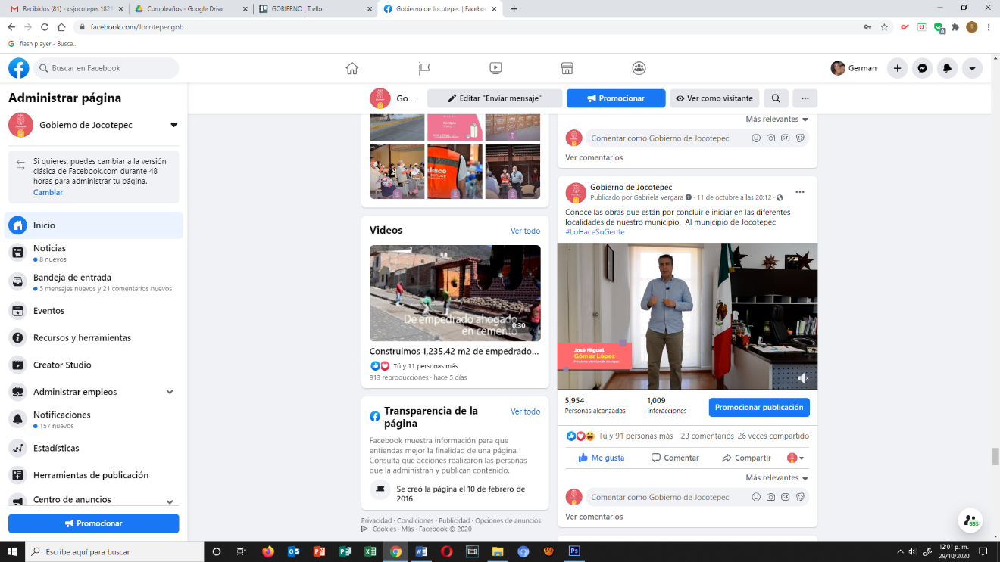 Recibidos (81) - csjocotepec1821
Cumpleaños - Google Drive
GOBIERNO | Trello
Gobierno de Jocotepec | Facebo
facebook.com/Jocotepecgob
flash player - Busca...
Buscar en Facebook
German
Administrar página
Gobierno de Jocotepec
Si quieres, puedes cambiar a la versión
clásica de Facebook.com durante 48
horas para administrar tu página.
Cambiar
Inicio
Noticias
8 nuevos
Bandeja de entrada
5 mensajes nuevos y 21 comentarios nuevos
Eventos
Recursos y herramientas
Creator Studio
Administrar empleos
Notificaciones
157 nuevos
Estadísticas
Herramientas de publicación
Centro de anuncios
Promocionar
Go...
Editar "Enviar mensaje"
Promocionar
Ver como visitante
Videos
Ver todo
De empedrado ahogado
en cemento
0:30
Construimos 1,235.42 m2 de empedrado...
Tú y 11 personas más
913 reproducciones · hace 5 días
Transparencia de la
página
Ver todo
Facebook muestra información para que
entiendas mejor la finalidad de una página.
Consulta qué acciones realizaron las personas
que la administran y publican contenido.
Se creó la página el 10 de febrero de
2016
Privacidad · Condiciones · Publicidad · Opciones de anuncios
· Cookies · Más · Facebook © 2020
Más relevantes
Comentar como Gobierno de Jocotepec
Ver comentarios
Gobierno de Jocotepec
Publicado por Gabriela Vergara · 11 de octubre a las 20:12 ·
Conoce las obras que están por concluir e iniciar en las diferentes
localidades de nuestro municipio. Al municipio de Jocotepec
#LoHaceSuGente
José Miguel
Gómez López
5,954
Personas alcanzadas
1,009
Interacciones
Promocionar publicación
Tú y 91 personas más
23 comentarios 26 veces compartido
Me gusta
Comentar
Compartir
Más relevantes
Comentar como Gobierno de Jocotepec
Ver comentarios
553
Escribe aquí para buscar
12:01 p. m.
29/10/2020